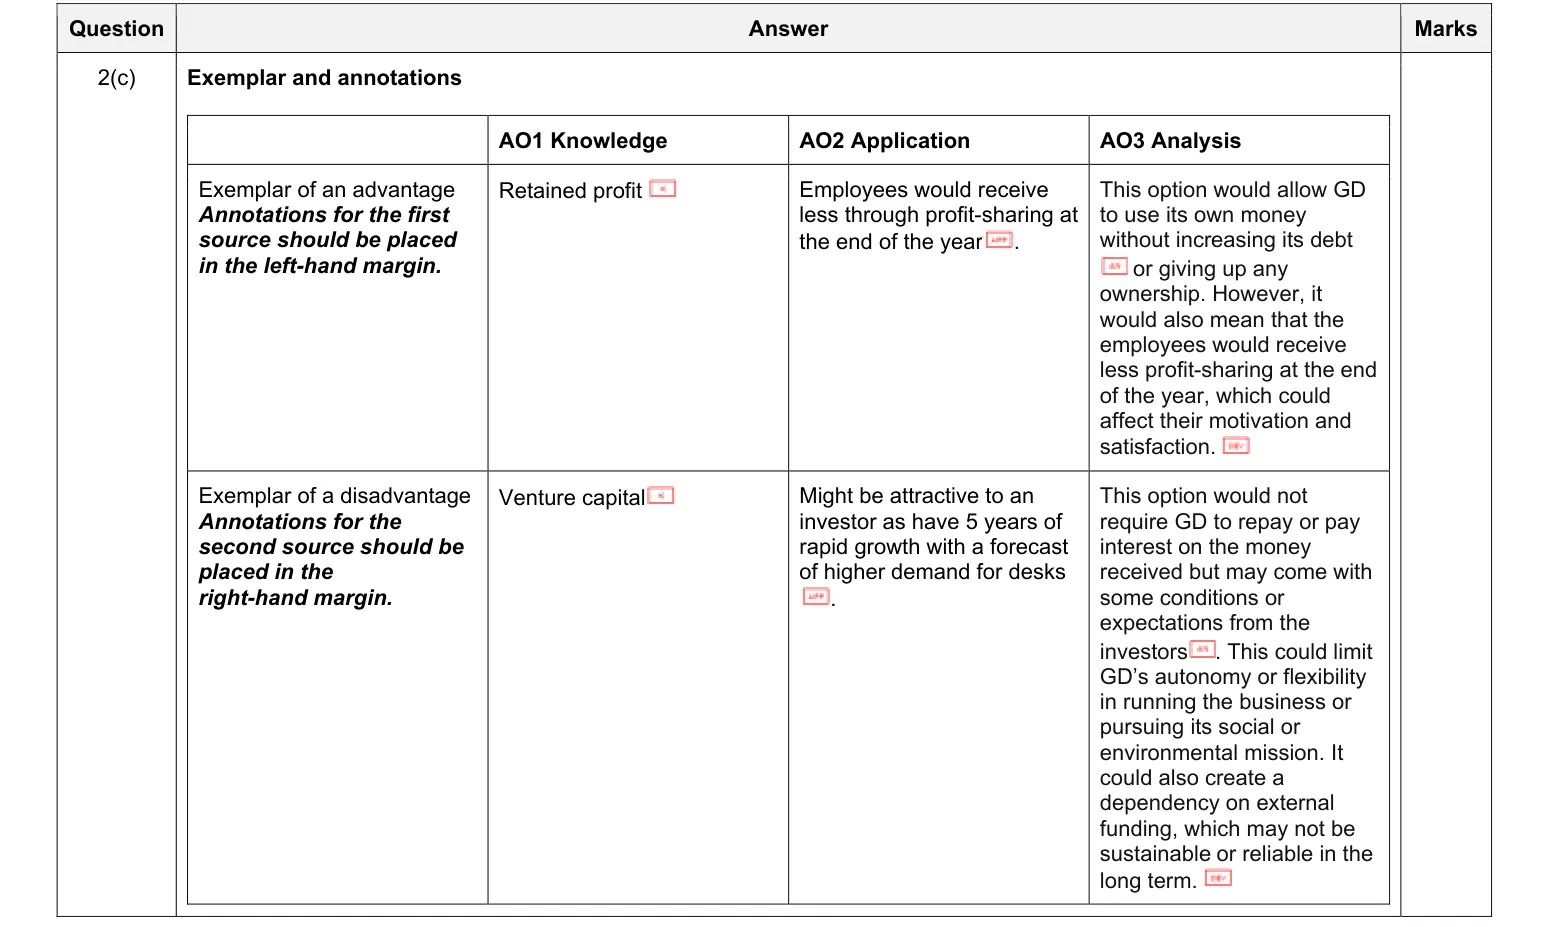 Question Answer Marks
2(c) Exemplar and annotations
AO1 Knowledge AO2 Application AO3 Analysis
Exemplar of an advantage
Annotations for the first
source should be placed
in the left-hand margin.
Retained profit
Employees would receive
less through profit-sharing at
the end of the year APP.
This option would allow GD
to use its own money
without increasing its debt
AN or giving up any
ownership. However, it
would also mean that the
employees would receive
less profit-sharing at the end
of the year, which could
affect their motivation and
satisfaction. DEV
Exemplar of a disadvantage
Annotations for the
second source should be
placed in the
right-hand margin.
Venture capital
Might be attractive to an
investor as have 5 years of
rapid growth with a forecast
of higher demand for desks
APP.
This option would not
require GD to repay or pay
interest on the money
received but may come with
some conditions or
expectations from the
investors AN. This could limit
GD’s autonomy or flexibility
in running the business or
pursuing its social or
environmental mission. It
could also create a
dependency on external
funding, which may not be
sustainable or reliable in the
long term. DEV